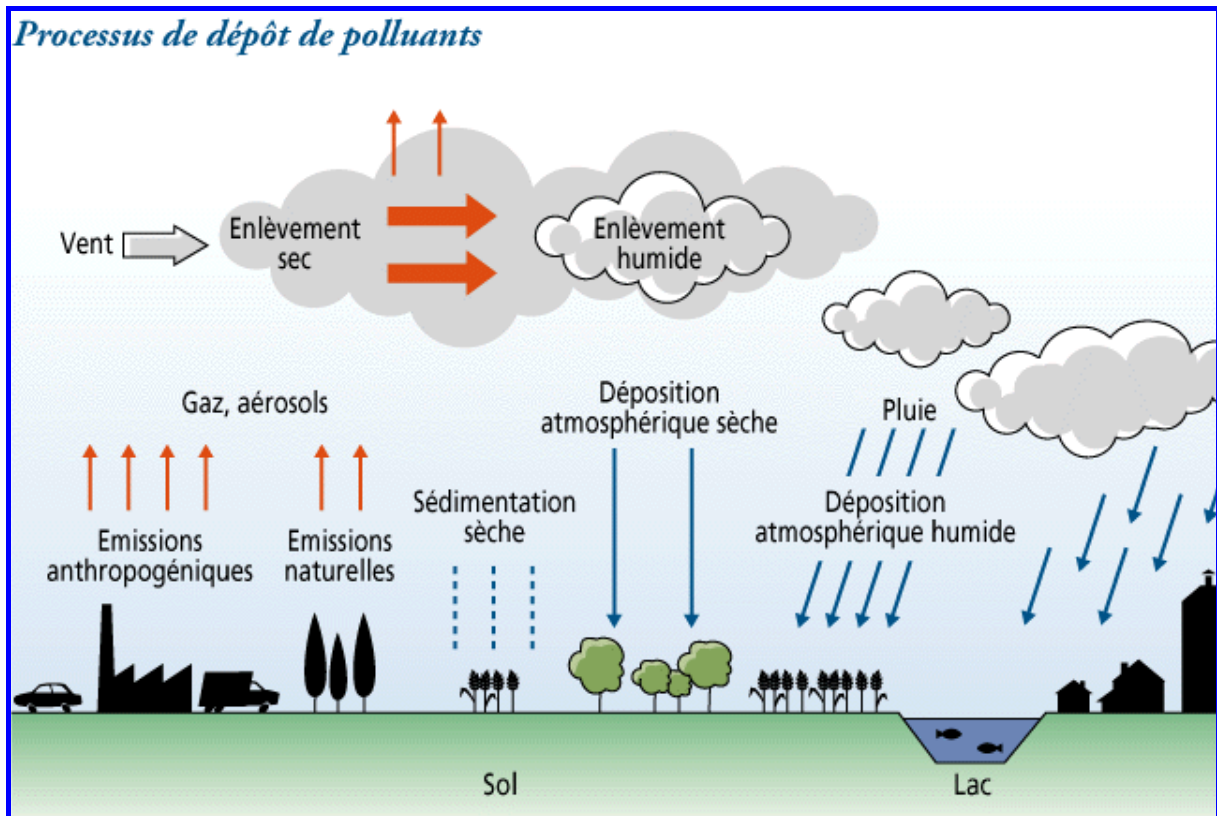 Processus de dépôt de polluants
Vent
Enlèvement
sec
Enlèvement
humide
Gaz, aérosols
Déposition
atmosphérique sèche
Pluie
Sédimentation
sèche
Déposition
atmosphérique humide
Emissions
anthropogéniques
Emissions
naturelles
Sol
Lac